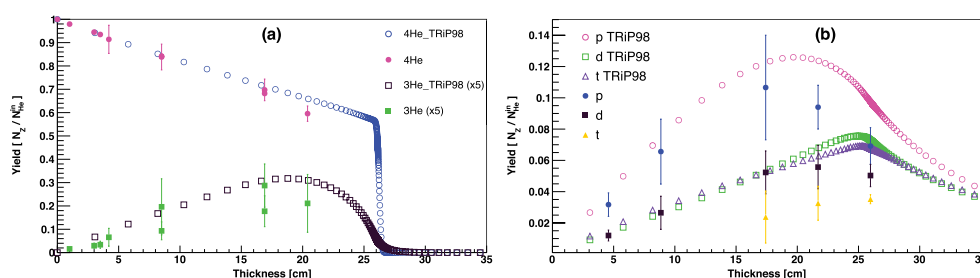 Yield [ N_Z / N_He^in ]
1
0.9
0.8
0.7
0.6
0.5
0.4
0.3
0.2
0.1
0
0 5 10 15 20 25 30 35
Thickness [cm]
(a)
4He_TRiP98
4He
3He_TRiP98 (x5)
3He (x5)
Yield [ N_Z / N_He^in ]
0.14
0.12
0.1
0.08
0.06
0.04
0.02
0 5 10 15 20 25 30
Thickness [cm]
(b)
p TRiP98
d TRiP98
t TRiP98
p
d
t